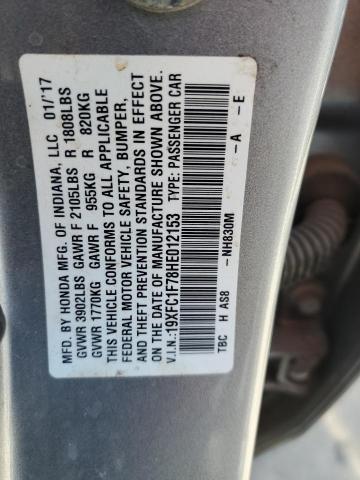 MFD. BY HONDA MFG. OF INDIANA, LLC 01/17
GVWR 3902LBS GAWR F 2105LBS R 1808LBS
GVWR 1770KG GAWR F 955KG R 820KG
THIS VEHICLE CONFORMS TO ALL APPLICABLE
FEDERAL MOTOR VEHICLE SAFETY, BUMPER,
AND THEFT PREVENTION STANDARDS IN EFFECT
ON THE DATE OF MANUFACTURE SHOWN ABOVE.
V.I.N.:19XFC1F78HE012153 TYPE: PASSENGER CAR
-NH830M -A -E
TBC H AS8